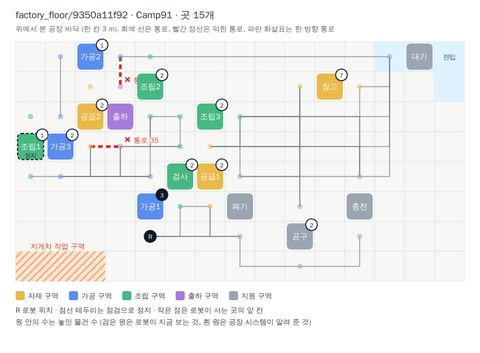 factory_floor/9350a11f92 · Camp91 · 곳 15개
위에서 본 공장 바닥 (한 칸 3 m). 회색 선은 통로, 빨간 점선은 막힌 통로, 파란 화살표는 한 방향 통로
가공2 1
대기
진입
✕ 통
조립2 2
창고 7
공급2 2
출하
조립3 2
✕ 통로 35
조립1 1
가공3 2
검사 2
공급1 2
가공1 3
폐기
충전
R
공구 2
지게차 작업 구역
자재 구역
가공 구역
조립 구역
출하 구역
지원 구역
R 로봇 위치 · 점선 테두리는 점검으로 정지 · 작은 점은 로봇이 서는 곳의 앞 칸
원 안의 수는 놓인 물건 수 (검은 원은 로봇이 지금 보는 것, 흰 원은 공장 시스템이 알려 준 것)